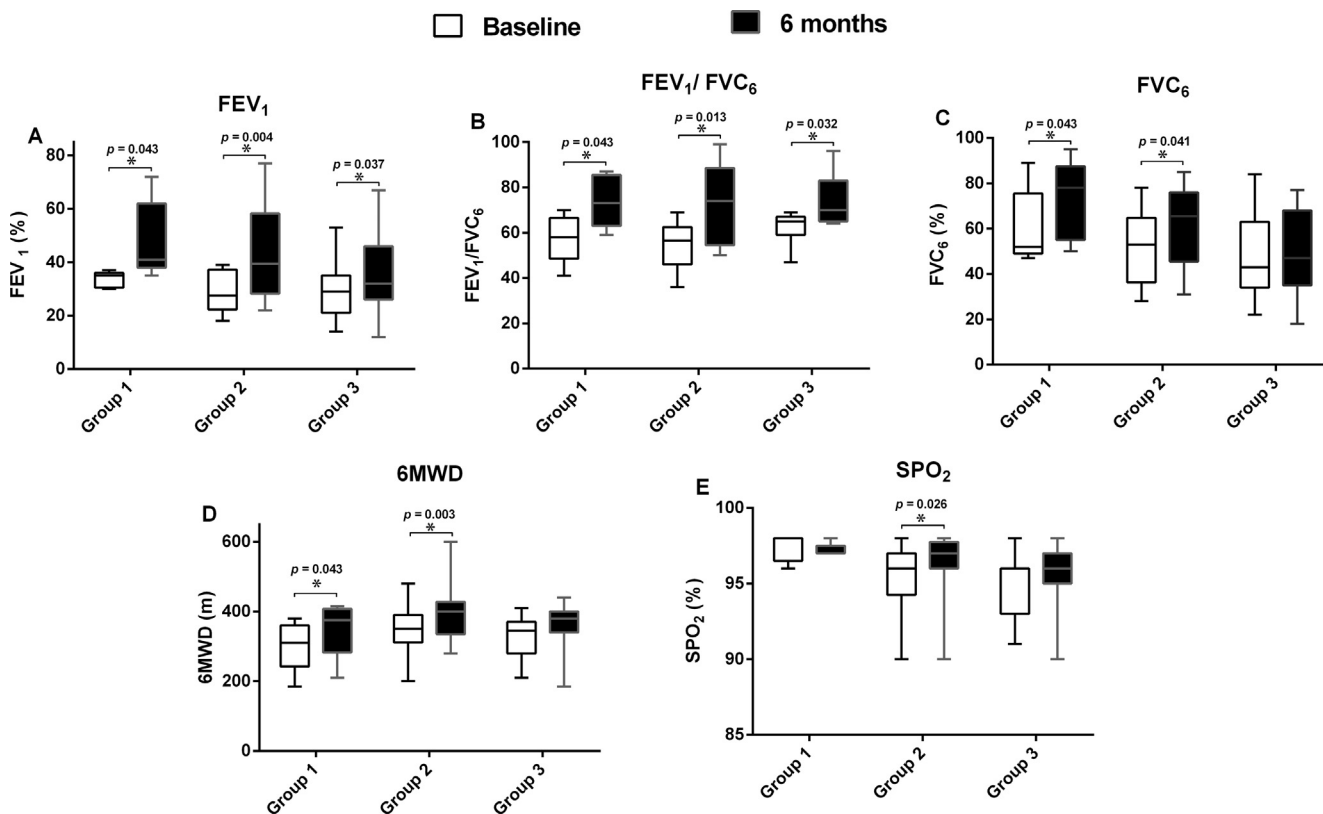 Baseline 6 months
FEV₁
A
p = 0.043
*
p = 0.004
*
p = 0.037
*
FEV ₁ (%)
80
60
40
20
0
Group 1
Group 2
Group 3
FEV₁/ FVC₆
B
p = 0.043
*
p = 0.013
*
p = 0.032
*
FEV₁/FVC₆
100
80
60
40
20
0
Group 1
Group 2
Group 3
FVC₆
C
p = 0.043
*
p = 0.041
*
FVC₆ (%)
100
80
60
40
20
0
Group 1
Group 2
Group 3
6MWD
D
p = 0.043
*
p = 0.003
*
6MWD (m)
600
400
200
0
Group 1
Group 2
Group 3
SPO₂
E
p = 0.026
*
SPO₂ (%)
100
95
90
85
Group 1
Group 2
Group 3